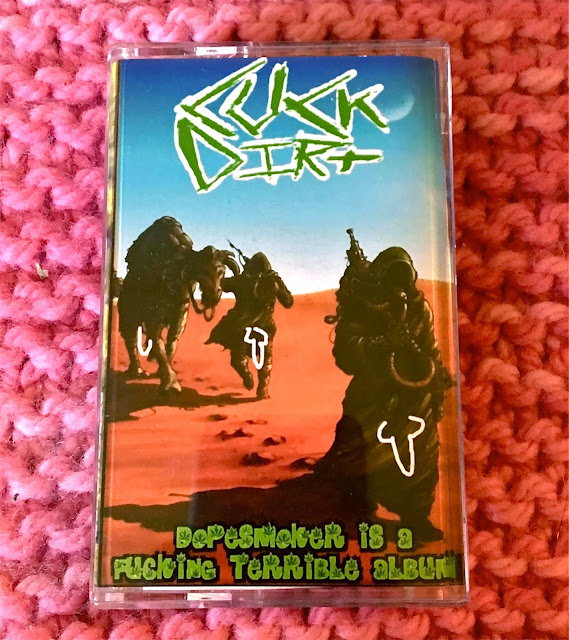 CUCK
DIRt
DOPESMOKER IS A
FUCKING TERRIBLE ALBUM